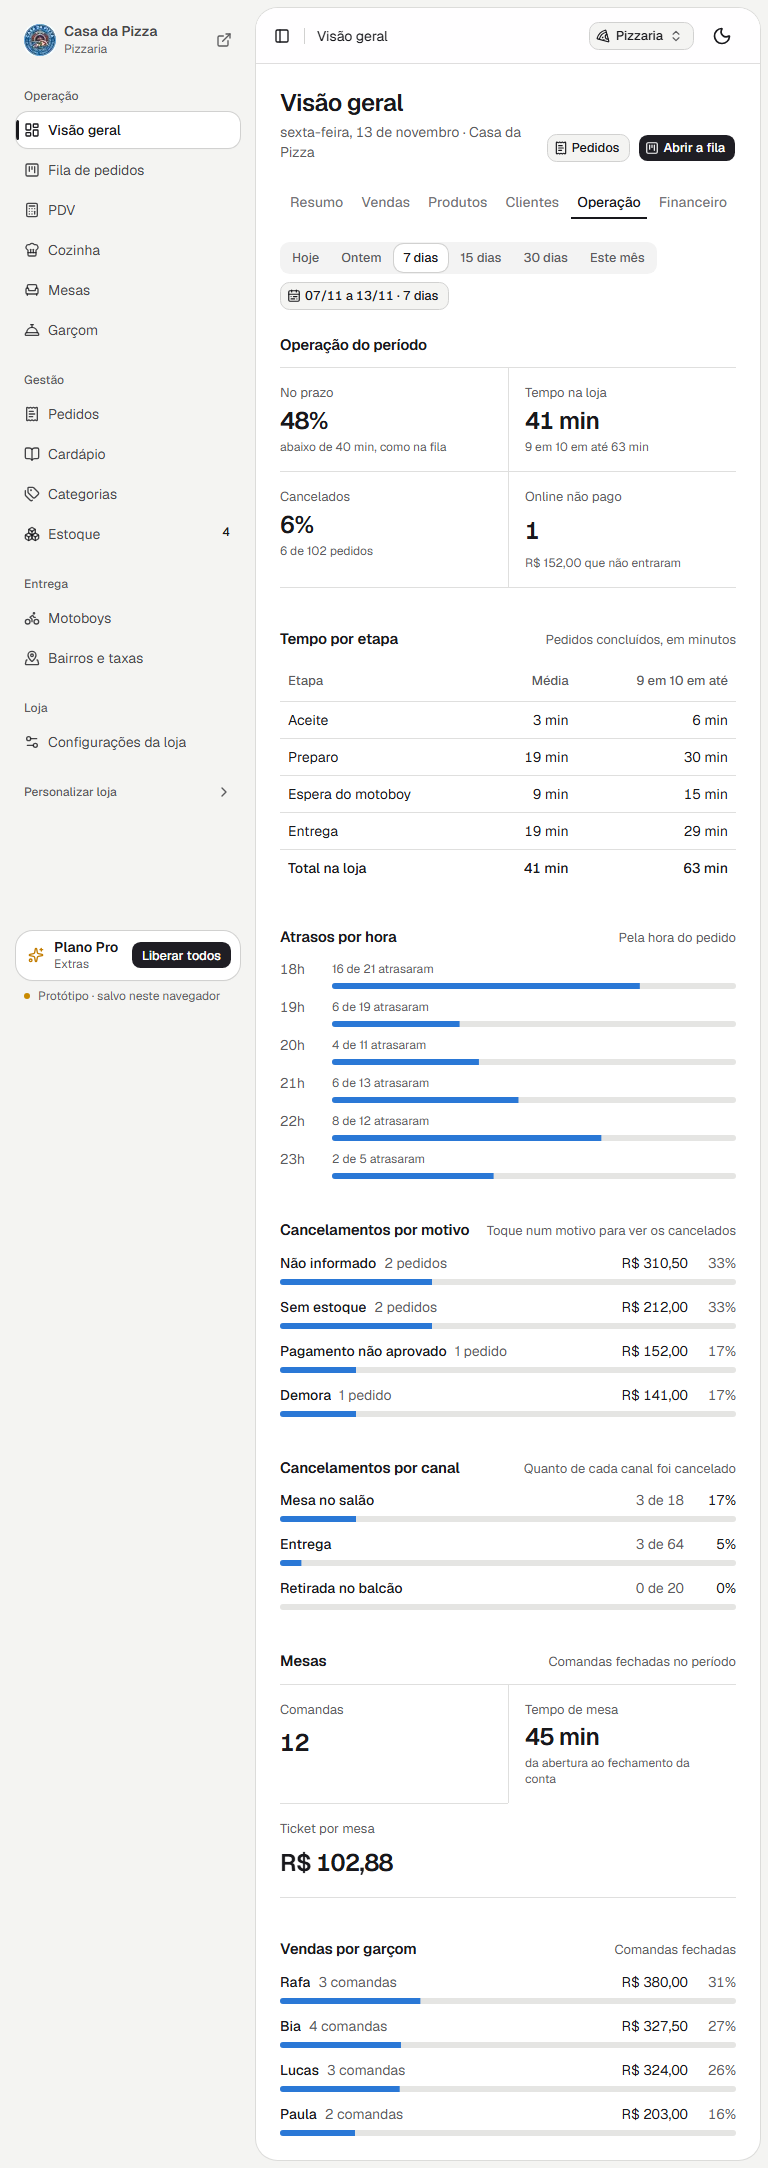 Casa da Pizza
Pizzaria
Operação
Visão geral
Fila de pedidos
PDV
Cozinha
Mesas
Garçom
Gestão
Pedidos
Cardápio
Categorias
Estoque 4
Entrega
Motoboys
Bairros e taxas
Loja
Configurações da loja
Personalizar loja
Plano Pro
Extras
Liberar todos
Protótipo · salvo neste navegador
Visão geral
Pizzaria
Visão geral
sexta-feira, 13 de novembro · Casa da
Pizza
Pedidos
Abrir a fila
Resumo Vendas Produtos Clientes Operação Financeiro
Hoje Ontem 7 dias 15 dias 30 dias Este mês
07/11 a 13/11 · 7 dias
Operação do período
No prazo
48%
abaixo de 40 min, como na fila
Tempo na loja
41 min
9 em 10 em até 63 min
Cancelados
6%
6 de 102 pedidos
Online não pago
1
R$ 152,00 que não entraram
Tempo por etapa Pedidos concluídos, em minutos
Etapa Média 9 em 10 em até
Aceite 3 min 6 min
Preparo 19 min 30 min
Espera do motoboy 9 min 15 min
Entrega 19 min 29 min
Total na loja 41 min 63 min
Atrasos por hora Pela hora do pedido
18h 16 de 21 atrasaram
19h 6 de 19 atrasaram
20h 4 de 11 atrasaram
21h 6 de 13 atrasaram
22h 8 de 12 atrasaram
23h 2 de 5 atrasaram
Cancelamentos por motivo Toque num motivo para ver os cancelados
Não informado 2 pedidos R$ 310,50 33%
Sem estoque 2 pedidos R$ 212,00 33%
Pagamento não aprovado 1 pedido R$ 152,00 17%
Demora 1 pedido R$ 141,00 17%
Cancelamentos por canal Quanto de cada canal foi cancelado
Mesa no salão 3 de 18 17%
Entrega 3 de 64 5%
Retirada no balcão 0 de 20 0%
Mesas Comandas fechadas no período
Comandas
12
Tempo de mesa
45 min
da abertura ao fechamento da
conta
Ticket por mesa
R$ 102,88
Vendas por garçom Comandas fechadas
Rafa 3 comandas R$ 380,00 31%
Bia 4 comandas R$ 327,50 27%
Lucas 3 comandas R$ 324,00 26%
Paula 2 comandas R$ 203,00 16%